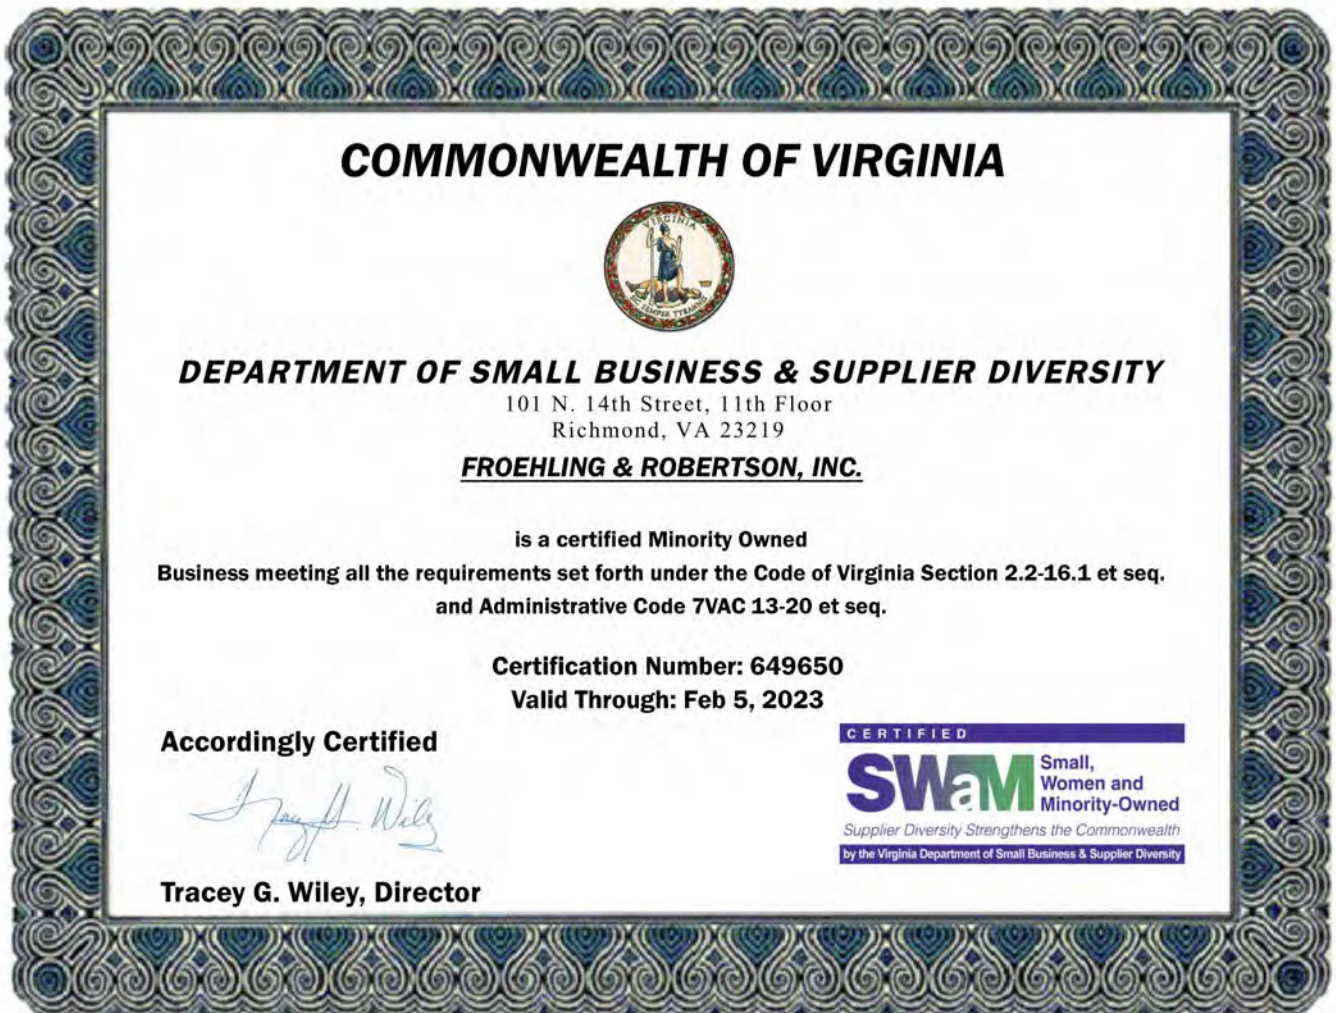 COMMONWEALTH OF VIRGINIA
VIRGINIA
SIC SEMPER TYRANNIS
DEPARTMENT OF SMALL BUSINESS & SUPPLIER DIVERSITY
101 N. 14th Street, 11th Floor
Richmond, VA 23219
FROEHLING & ROBERTSON, INC.
is a certified Minority Owned
Business meeting all the requirements set forth under the Code of Virginia Section 2.2-16.1 et seq.
and Administrative Code 7VAC 13-20 et seq.
Certification Number: 649650
Valid Through: Feb 5, 2023
Accordingly Certified
Tracey G. Wiley, Director
CERTIFIED
SWaM
Small,
Women and
Minority-Owned
Supplier Diversity Strengthens the Commonwealth
by the Virginia Department of Small Business & Supplier Diversity